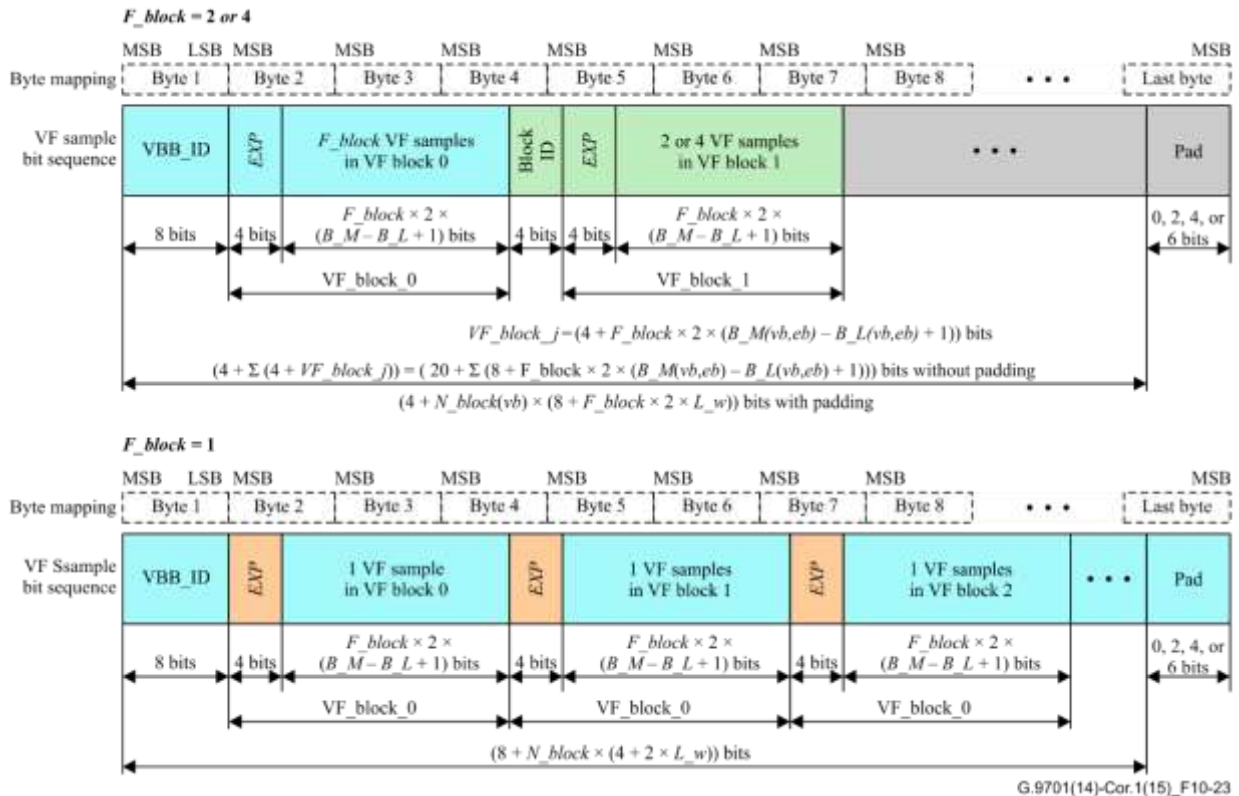 F_block = 2 or 4
MSB LSB MSB MSB MSB MSB MSB MSB MSB MSB
Byte mapping Byte 1 Byte 2 Byte 3 Byte 4 Byte 5 Byte 6 Byte 7 Byte 8 • • • Last byte
VF sample
bit sequence
VBB_ID
EXP
F_block VF samples
in VF block 0
Block
ID
EXP
2 or 4 VF samples
in VF block 1
• • •
Pad
8 bits
4 bits
F_block × 2 ×
(B_M – B_L + 1) bits
4 bits
4 bits
F_block × 2 ×
(B_M – B_L + 1) bits
0, 2, 4, or
6 bits
VF_block_0
VF_block_1
VF_block_j = (4 + F_block × 2 × (B_M(vb,eb) – B_L(vb,eb) + 1)) bits
(4 + Σ (4 + VF_block_j)) = ( 20 + Σ (8 + F_block × 2 × (B_M(vb,eb) – B_L(vb,eb) + 1))) bits without padding
(4 + N_block(vb) × (8 + F_block × 2 × L_w)) bits with padding
F_block = 1
MSB LSB MSB MSB MSB MSB MSB MSB MSB MSB
Byte mapping Byte 1 Byte 2 Byte 3 Byte 4 Byte 5 Byte 6 Byte 7 Byte 8 • • • Last byte
VF Ssample
bit sequence
VBB_ID
EXP
1 VF sample
in VF block 0
EXP
1 VF samples
in VF block 1
EXP
1 VF samples
in VF block 2
• • •
Pad
8 bits
4 bits
F_block × 2 ×
(B_M – B_L + 1) bits
4 bits
F_block × 2 ×
(B_M – B_L + 1) bits
4 bits
F_block × 2 ×
(B_M – B_L + 1) bits
0, 2, 4, or
6 bits
VF_block_0
VF_block_0
VF_block_0
(8 + N_block × (4 + 2 × L_w)) bits
G.9701(14)-Cor.1(15)_F10-23